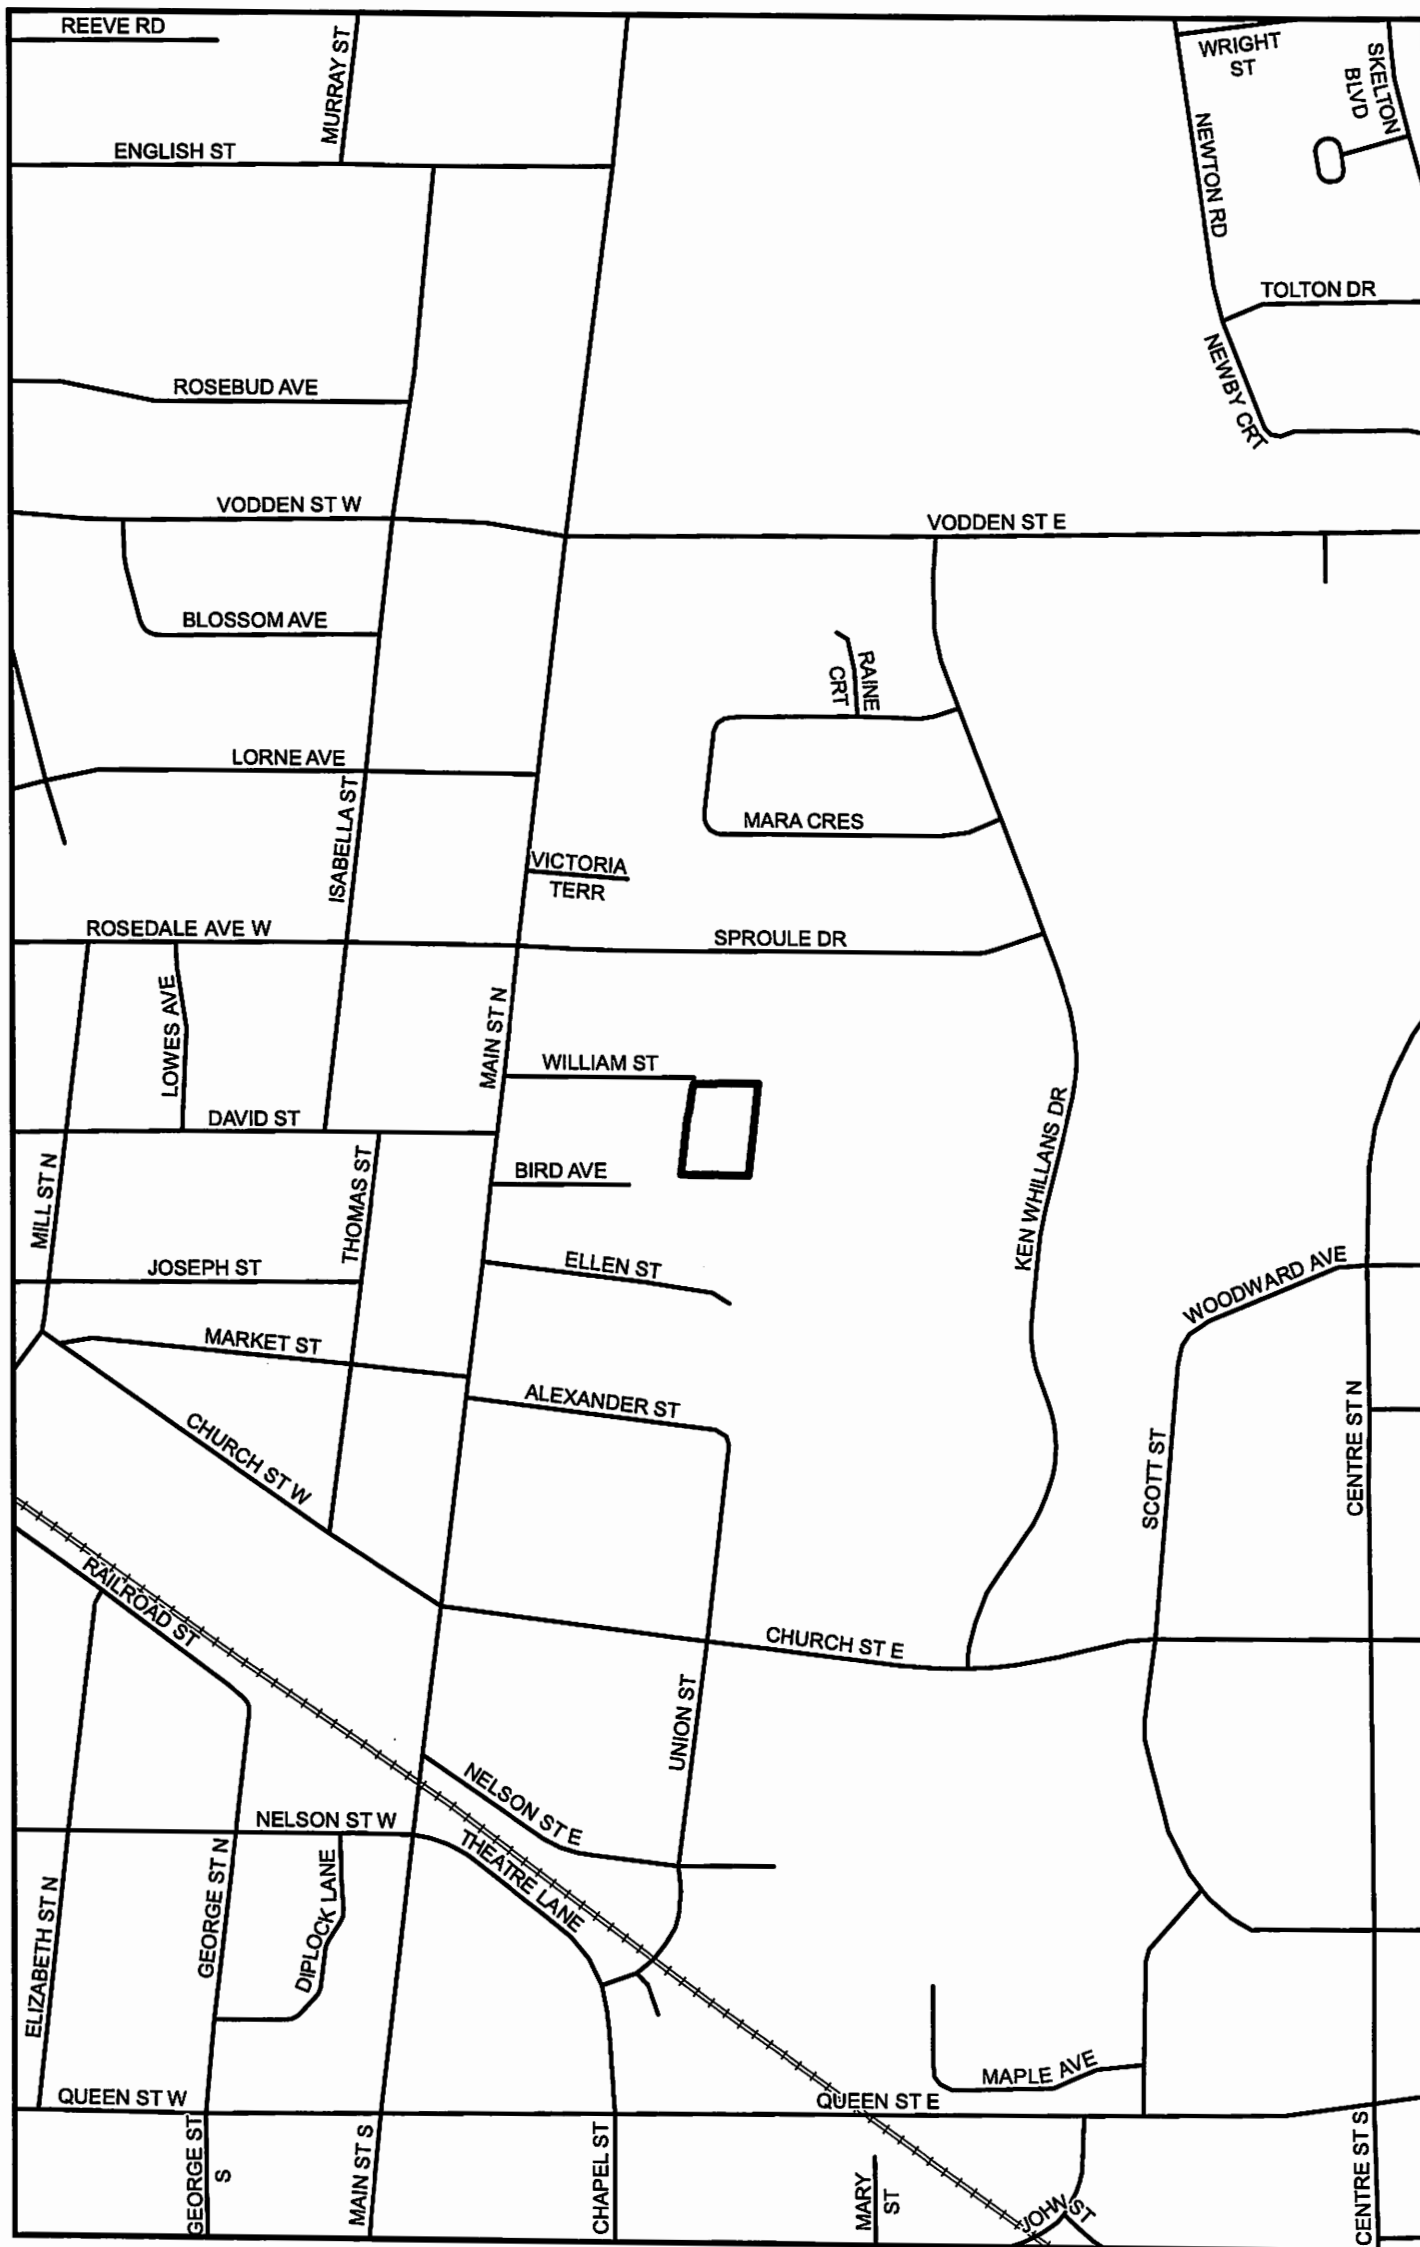 REEVE RD
MURRAY ST
WRIGHT
ST
SKELTON
BLVD
ENGLISH ST
NEWTON RD
TOLTON DR
NEWBY CRT
ROSEBUD AVE
VODDEN ST W
VODDEN ST E
BLOSSOM AVE
RAINE
CRT
LORNE AVE
ISABELLA ST
MARA CRES
VICTORIA
TERR
ROSEDALE AVE W
SPROULE DR
LOWES AVE
MAIN ST N
WILLIAM ST
DAVID ST
KEN WHILLANS DR
MILL ST N
THOMAS ST
BIRD AVE
JOSEPH ST
ELLEN ST
WOODWARD AVE
MARKET ST
ALEXANDER ST
CHURCH ST W
SCOTT ST
CENTRE ST N
RAILROAD ST
CHURCH ST E
UNION ST
NELSON ST E
NELSON ST W
THEATRE LANE
ELIZABETH ST N
GEORGE ST N
DIPLOCK LANE
MAPLE AVE
QUEEN ST W
QUEEN ST E
GEORGE ST
S
MAIN ST S
CHAPEL ST
MARY
ST
JOHN ST
CENTRE ST S